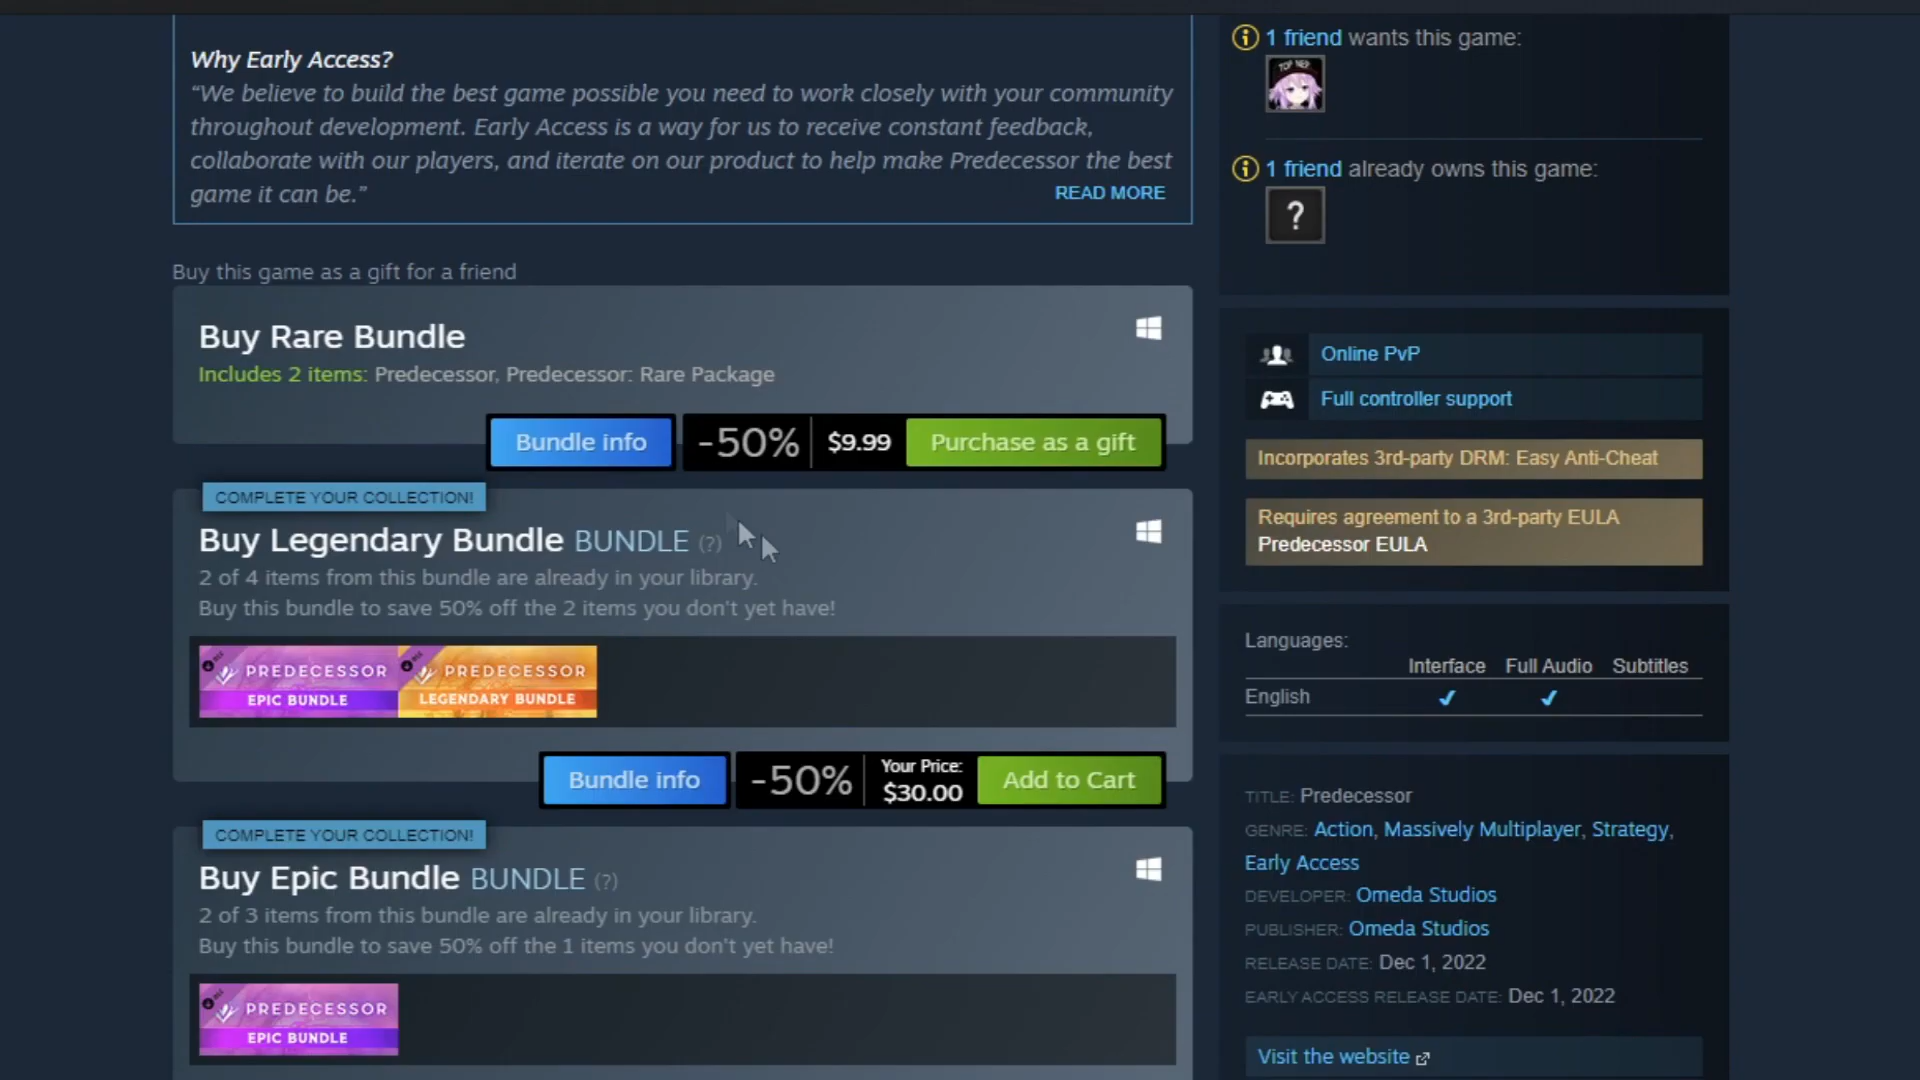 Why Early Access?
“We believe to build the best game possible you need to work closely with your community
throughout development. Early Access is a way for us to receive constant feedback,
collaborate with our players, and iterate on our product to help make Predecessor the best
game it can be.”
READ MORE
Buy this game as a gift for a friend
Buy Rare Bundle
Includes 2 items: Predecessor, Predecessor: Rare Package
Bundle info
-50%
$9.99
Purchase as a gift
COMPLETE YOUR COLLECTION!
Buy Legendary Bundle BUNDLE (?)
2 of 4 items from this bundle are already in your library.
Buy this bundle to save 50% off the 2 items you don't yet have!
PREDECESSOR
EPIC BUNDLE
PREDECESSOR
LEGENDARY BUNDLE
Bundle info
-50%
Your Price:
$30.00
Add to Cart
COMPLETE YOUR COLLECTION!
Buy Epic Bundle BUNDLE (?)
2 of 3 items from this bundle are already in your library.
Buy this bundle to save 50% off the 1 items you don't yet have!
PREDECESSOR
EPIC BUNDLE
1 friend wants this game:
TOP NEP
1 friend already owns this game:
?
Online PvP
Full controller support
Incorporates 3rd-party DRM: Easy Anti-Cheat
Requires agreement to a 3rd-party EULA
Predecessor EULA
Languages:
Interface Full Audio Subtitles
English ✔ ✔
TITLE: Predecessor
GENRE: Action, Massively Multiplayer, Strategy,
Early Access
DEVELOPER: Omeda Studios
PUBLISHER: Omeda Studios
RELEASE DATE: Dec 1, 2022
EARLY ACCESS RELEASE DATE: Dec 1, 2022
Visit the website